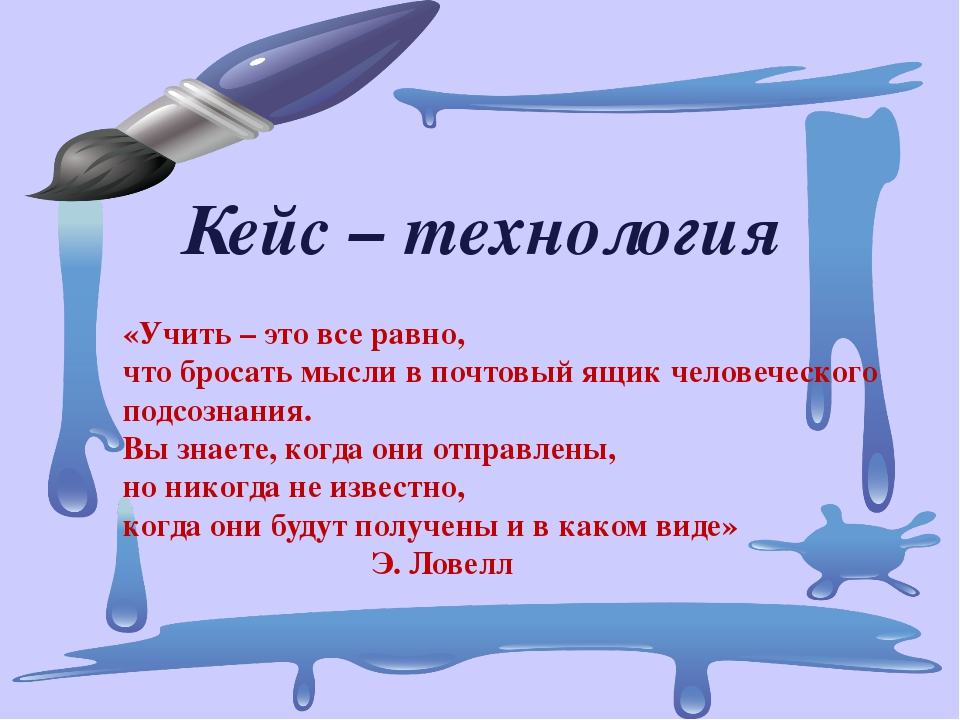 Кейс – технология
«Учить – это все равно,
что бросать мысли в почтовый ящик человеческого
подсознания.
Вы знаете, когда они отправлены,
но никогда не известно,
когда они будут получены и в каком виде»
Э. Ловелл